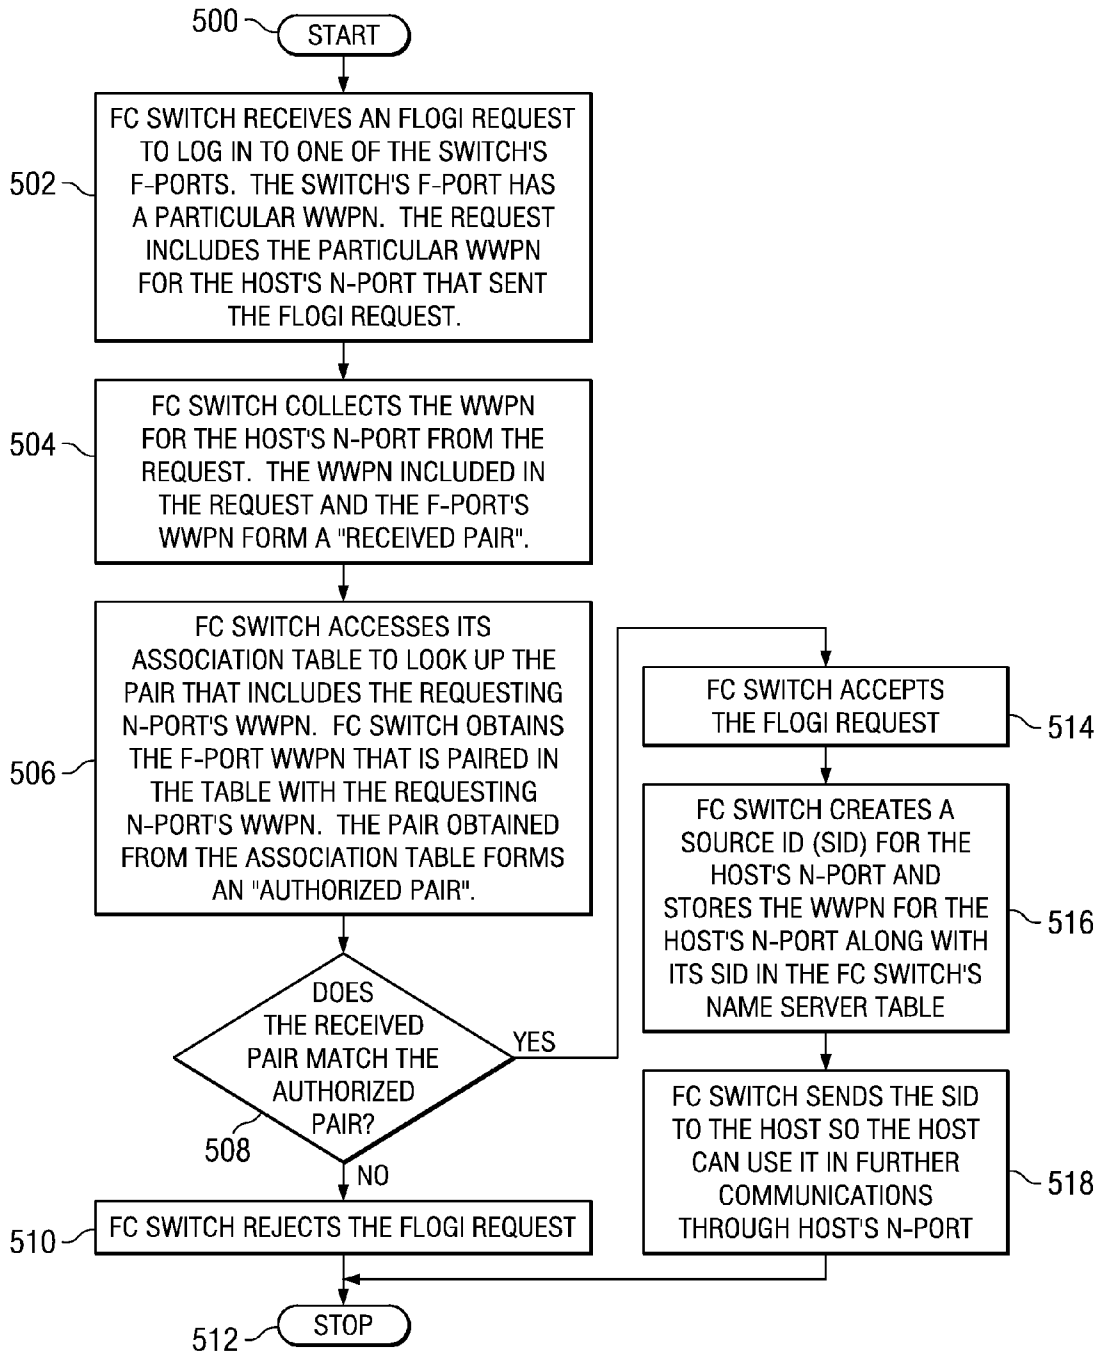 500
START
FC SWITCH RECEIVES AN FLOGI REQUEST
TO LOG IN TO ONE OF THE SWITCH'S
F-PORTS. THE SWITCH'S F-PORT HAS
A PARTICULAR WWPN. THE REQUEST
INCLUDES THE PARTICULAR WWPN
FOR THE HOST'S N-PORT THAT SENT
THE FLOGI REQUEST.
502
FC SWITCH COLLECTS THE WWPN
FOR THE HOST'S N-PORT FROM THE
REQUEST. THE WWPN INCLUDED IN
THE REQUEST AND THE F-PORT'S
WWPN FORM A "RECEIVED PAIR".
504
FC SWITCH ACCESSES ITS
ASSOCIATION TABLE TO LOOK UP THE
PAIR THAT INCLUDES THE REQUESTING
N-PORT'S WWPN. FC SWITCH OBTAINS
THE F-PORT WWPN THAT IS PAIRED IN
THE TABLE WITH THE REQUESTING
N-PORT'S WWPN. THE PAIR OBTAINED
FROM THE ASSOCIATION TABLE FORMS
AN "AUTHORIZED PAIR".
506
DOES
THE RECEIVED
PAIR MATCH THE
AUTHORIZED
PAIR?
508
YES
NO
FC SWITCH REJECTS THE FLOGI REQUEST
510
STOP
512
FC SWITCH ACCEPTS
THE FLOGI REQUEST
514
FC SWITCH CREATES A
SOURCE ID (SID) FOR THE
HOST'S N-PORT AND
STORES THE WWPN FOR THE
HOST'S N-PORT ALONG WITH
ITS SID IN THE FC SWITCH'S
NAME SERVER TABLE
516
FC SWITCH SENDS THE SID
TO THE HOST SO THE HOST
CAN USE IT IN FURTHER
COMMUNICATIONS
THROUGH HOST'S N-PORT
518